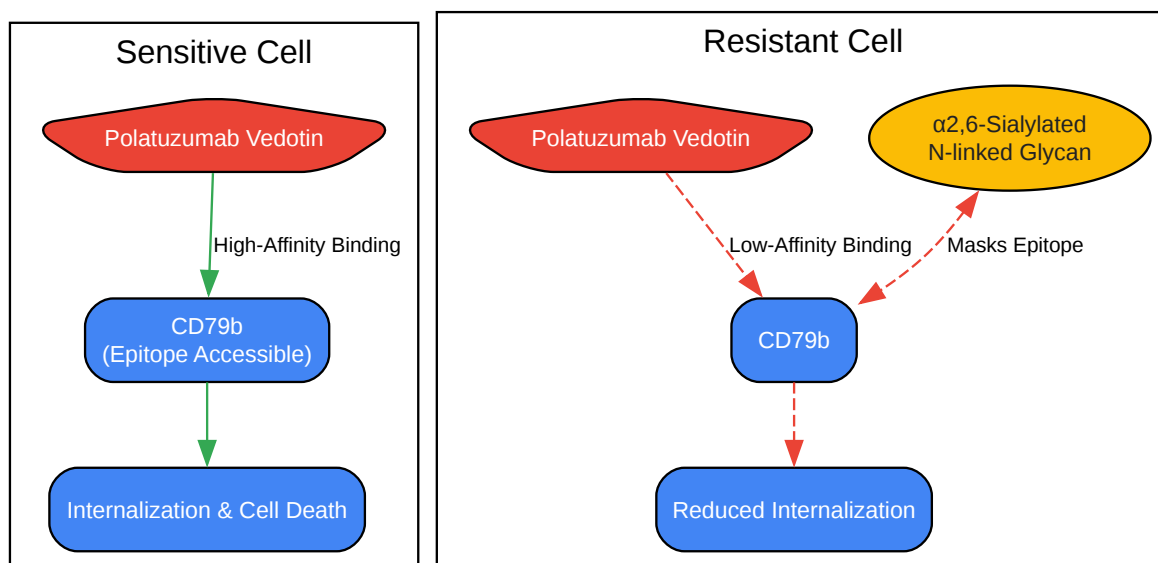 Sensitive Cell
Polatuzumab Vedotin
High-Affinity Binding
CD79b
(Epitope Accessible)
Internalization & Cell Death
Resistant Cell
Polatuzumab Vedotin
α2,6-Sialylated
N-linked Glycan
Low-Affinity Binding
Masks Epitope
CD79b
Reduced Internalization